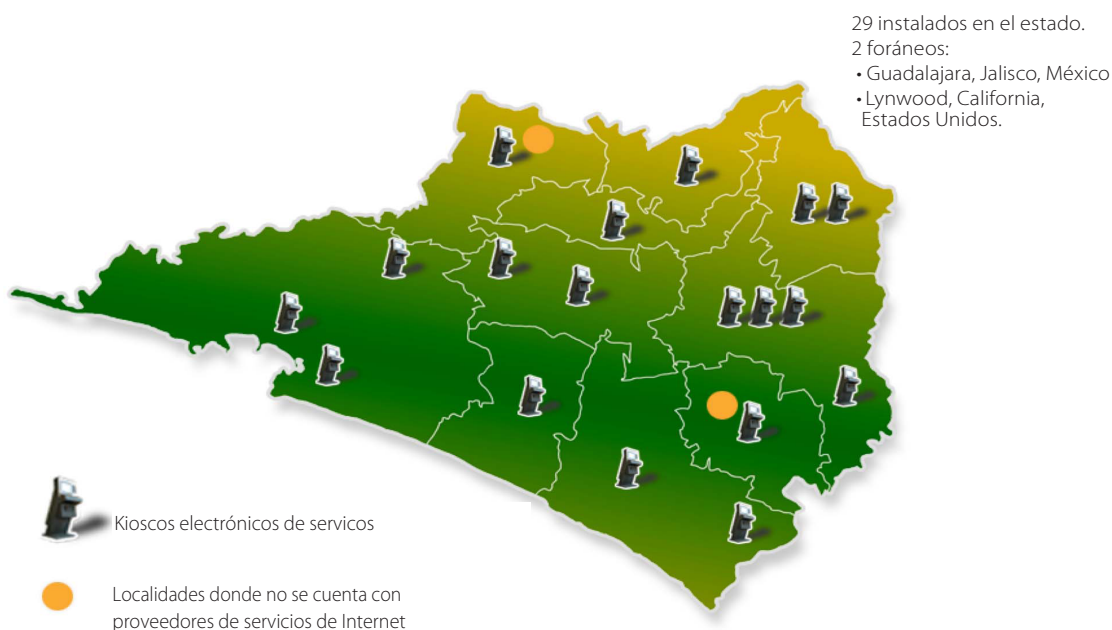 29 instalados en el estado.
2 foráneos:
• Guadalajara, Jalisco, México
• Lynwood, California,
Estados Unidos.
Kioscos electrónicos de servicos
Localidades donde no se cuenta con
proveedores de servicios de Internet